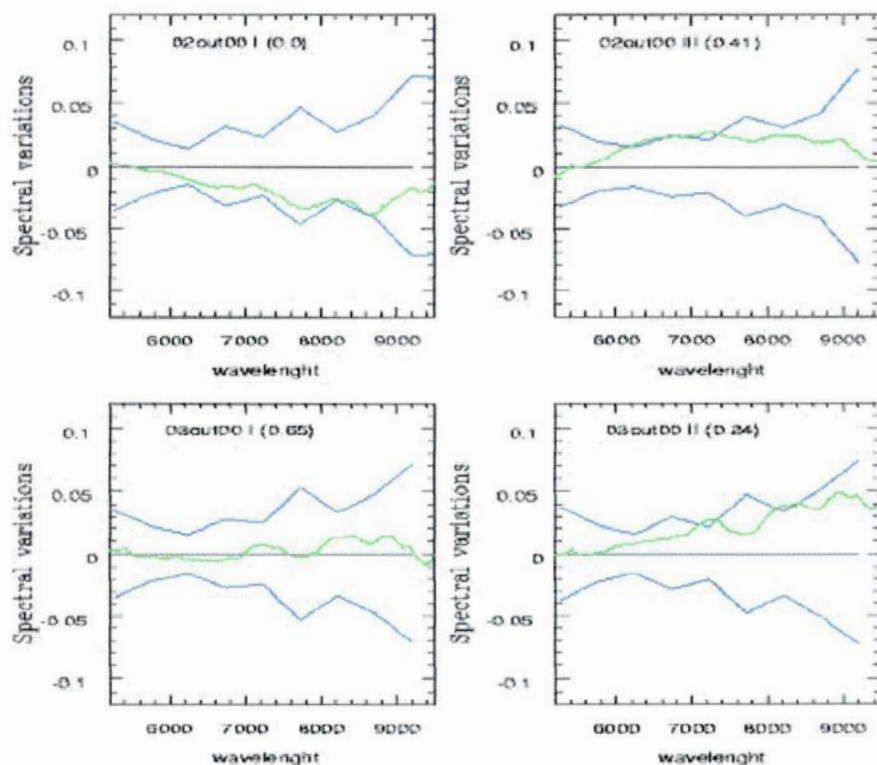 02out00 I (0.0)
0.1
0.05
0
-0.05
-0.1
Spectral variations
6000 7000 8000 9000
wavelenght
02out00 III (0.41)
0.1
0.05
0
-0.05
-0.1
Spectral variations
6000 7000 8000 9000
wavelenght
03out00 I (0.65)
0.1
0.05
0
-0.05
-0.1
Spectral variations
6000 7000 8000 9000
wavelenght
03out00 II (0.24)
0.1
0.05
0
-0.05
-0.1
Spectral variations
6000 7000 8000 9000
wavelenght